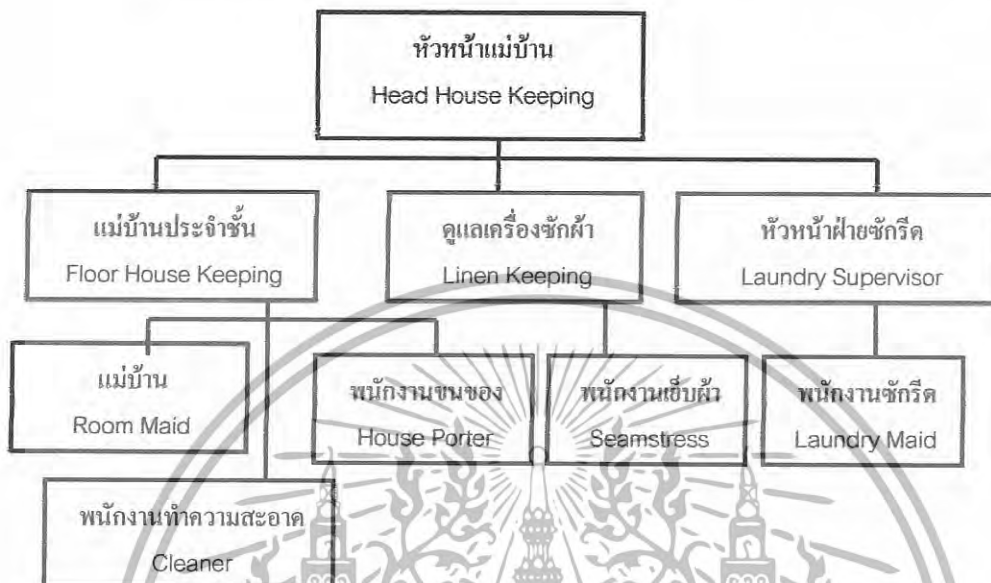 หัวหน้าแม่บ้าน
Head House Keeping
แม่บ้านประจำชั้น
Floor House Keeping
ดูแลเครื่องซักผ้า
Linen Keeping
หัวหน้าฝ่ายซักรีด
Laundry Supervisor
แม่บ้าน
Room Maid
พนักงานขนของ
House Porter
พนักงานเย็บผ้า
Seamstress
พนักงานซักรีด
Laundry Maid
พนักงานทำความสะอาด
Cleaner